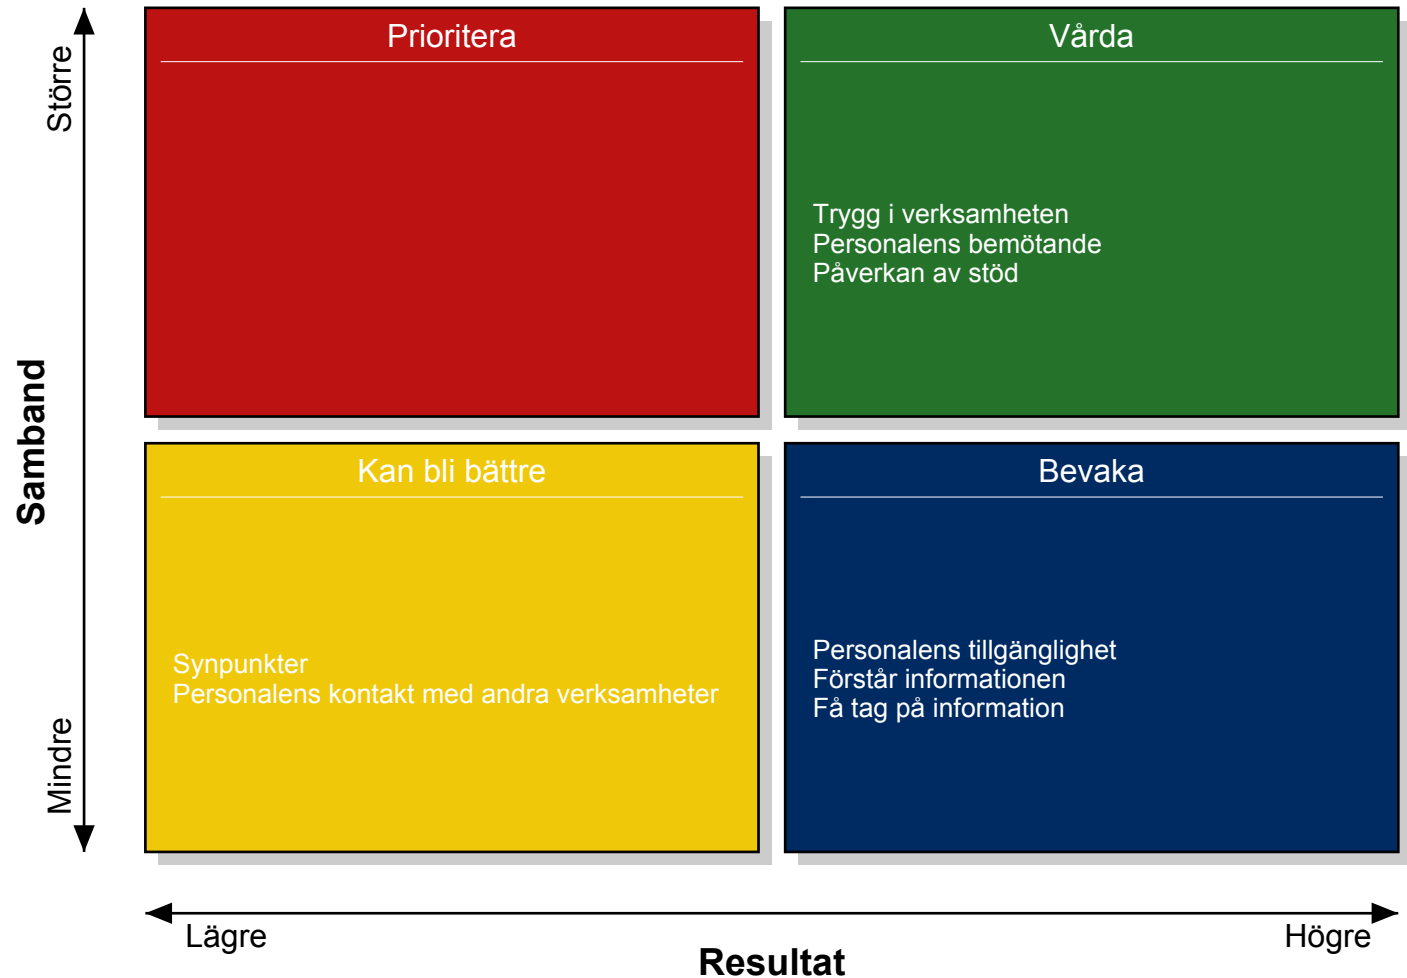 Större
Samband
Mindre
Prioritera
Vårda
Trygg i verksamheten
Personalens bemötande
Påverkan av stöd
Kan bli bättre
Synpunkter
Personalens kontakt med andra verksamheter
Bevaka
Personalens tillgänglighet
Förstår informationen
Få tag på information
Lägre
Högre
Resultat